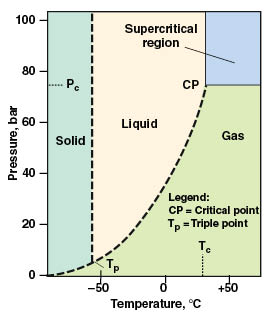 100
80
60
40
20
0
Pressure, bar
Supercritical
region
Pc
CP
Solid
Liquid
Gas
Legend:
CP = Critical point
Tp = Triple point
Tc
Tp
–50
0
+50
Temperature, °C